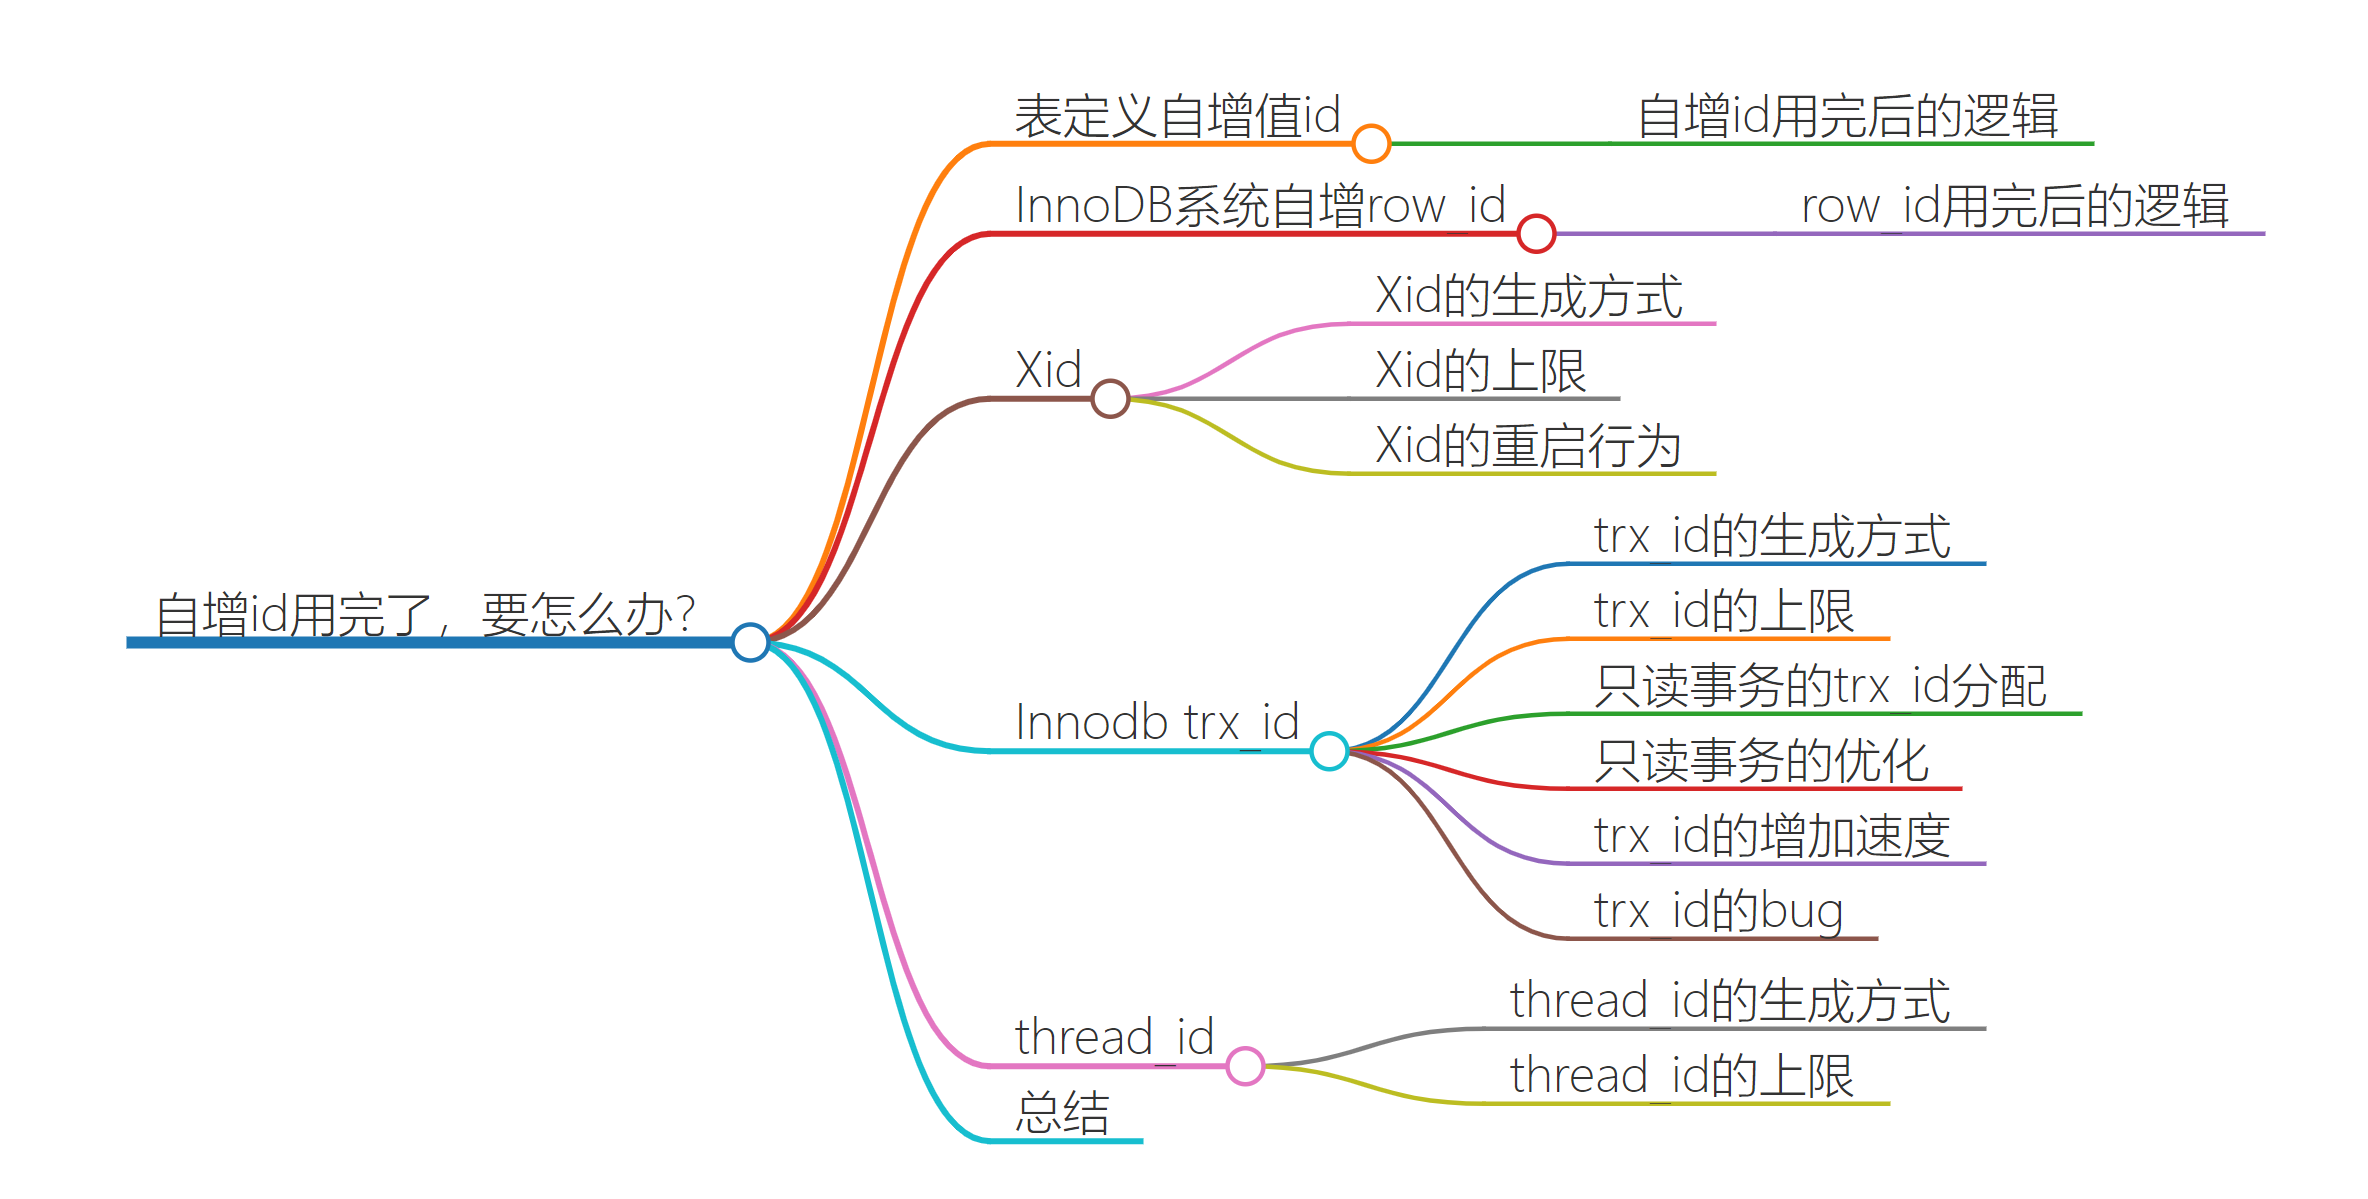 自增id用完了，要怎么办？
表定义自增值id
自增id用完后的逻辑
InnoDB系统自增row_id
row_id用完后的逻辑
Xid
Xid的生成方式
Xid的上限
Xid的重启行为
Innodb trx_id
trx_id的生成方式
trx_id的上限
只读事务的trx_id分配
只读事务的优化
trx_id的增加速度
trx_id的bug
thread_id
thread_id的生成方式
thread_id的上限
总结